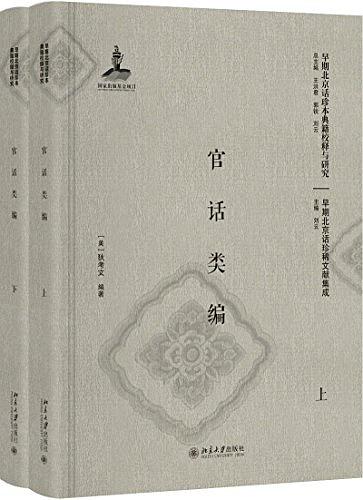 早期北京话珍本典籍校释与研究
总主编 王洪君 郭锐 刘云
早期北京话珍稀文献集成
主编 刘云
国家出版基金项目
官话类编
[美]狄考文 编著
上
北京大学出版社
PEKING UNIVERSITY PRESS
早期北京话珍本典籍校释与研究
官话类编
上
北京大学出版社
早期北京话珍本典籍校释与研究
官话类编
下
北京大学出版社